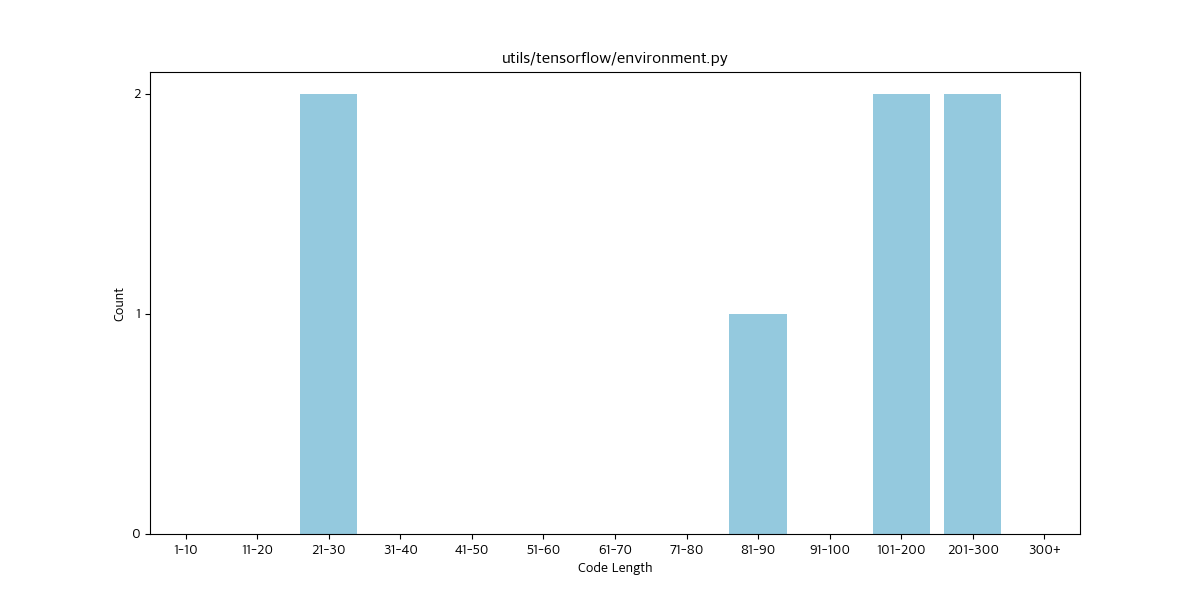 utils/tensorflow/environment.py
2
1
0
Count
1-10 11-20 21-30 31-40 41-50 51-60 61-70 71-80 81-90 91-100 101-200 201-300 300+
Code Length